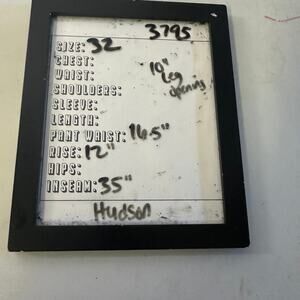 3795
SIZE: 32
CHEST:
WAIST: 10"
SHOULDERS: Leg
SLEEVE: opening
LENGTH:
PANT WAIST: 16.5"
RISE: 12"
HIPS:
INSEAM: 35"
Hudson